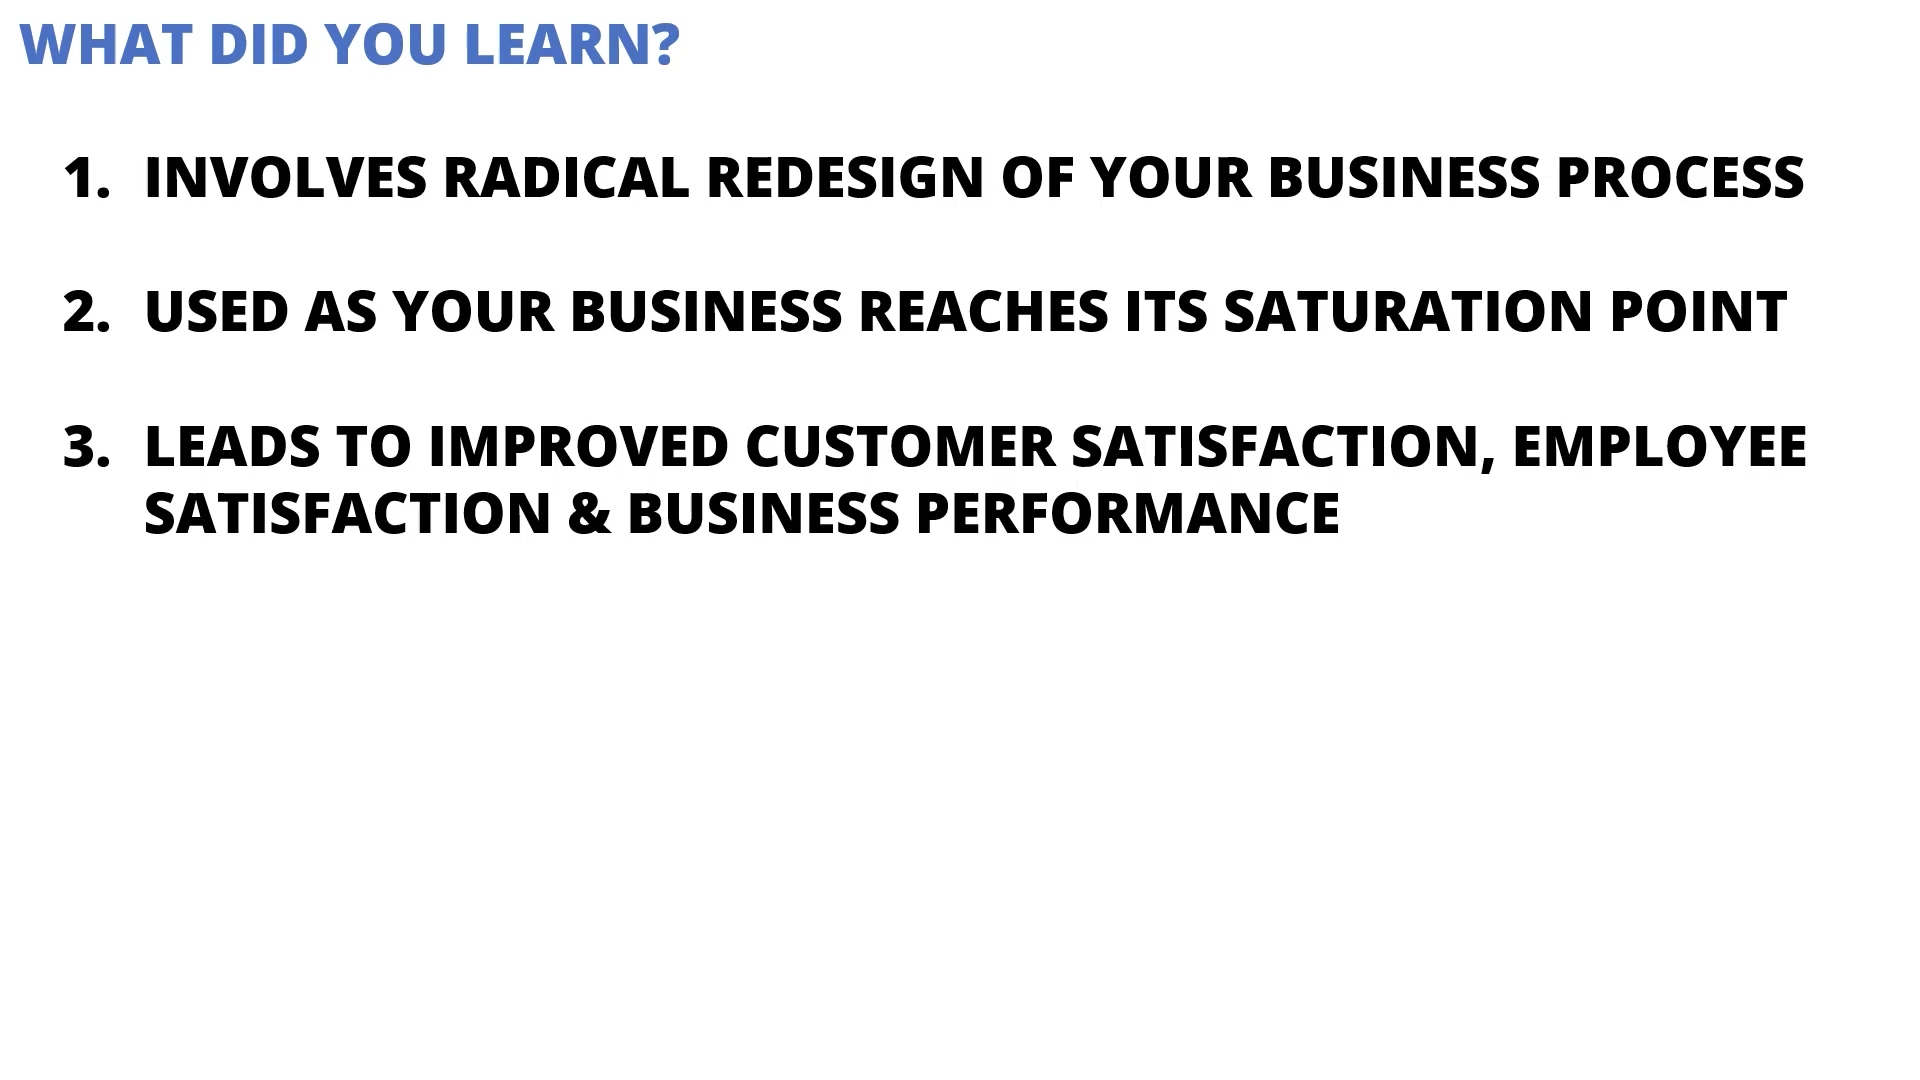 WHAT DID YOU LEARN?
1. INVOLVES RADICAL REDESIGN OF YOUR BUSINESS PROCESS
2. USED AS YOUR BUSINESS REACHES ITS SATURATION POINT
3. LEADS TO IMPROVED CUSTOMER SATISFACTION, EMPLOYEE
SATISFACTION & BUSINESS PERFORMANCE